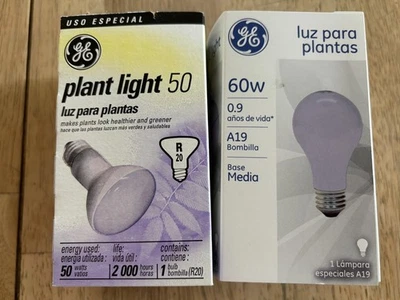 USO ESPECIAL
GE
plant light 50
luz para plantas
makes plants look healthier and greener
hace que las plantas luzcan más verdes y saludables
R
20
energy used:
energía utilizada:
50 watts
vatios
life:
vida útil:
2 000 hours
horas
contains:
contiene:
1 bulb
bombilla (R20)
GE
luz para
plantas
60w
0.9
años de vida*
A19
Bombilla
Base
Media
1 Lámpara
especiales A19